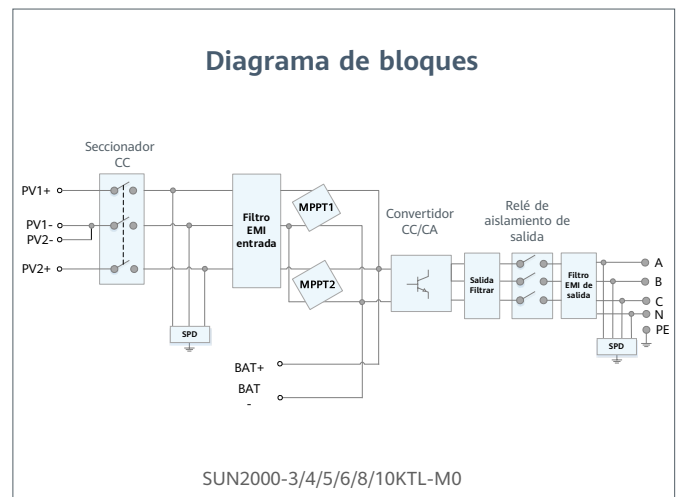 Diagrama de bloques
Seccionador
CC
PV1+
PV1-
PV2-
PV2+
SPD
Filtro
EMI
entrada
MPPT1
MPPT2
BAT+
BAT
-
Convertidor
CC/CA
Salida
Filtrar
Relé de
aislamiento de
salida
Filtro
EMI de
salida
A
B
C
N
PE
SPD
SUN2000-3/4/5/6/8/10KTL-M0